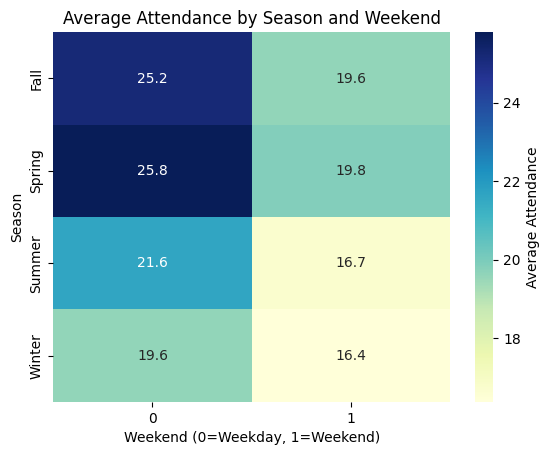 Average Attendance by Season and Weekend
Season
Fall
25.2
19.6
Spring
25.8
19.8
Summer
21.6
16.7
Winter
19.6
16.4
0
1
Weekend (0=Weekday, 1=Weekend)
24
22
20
18
Average Attendance